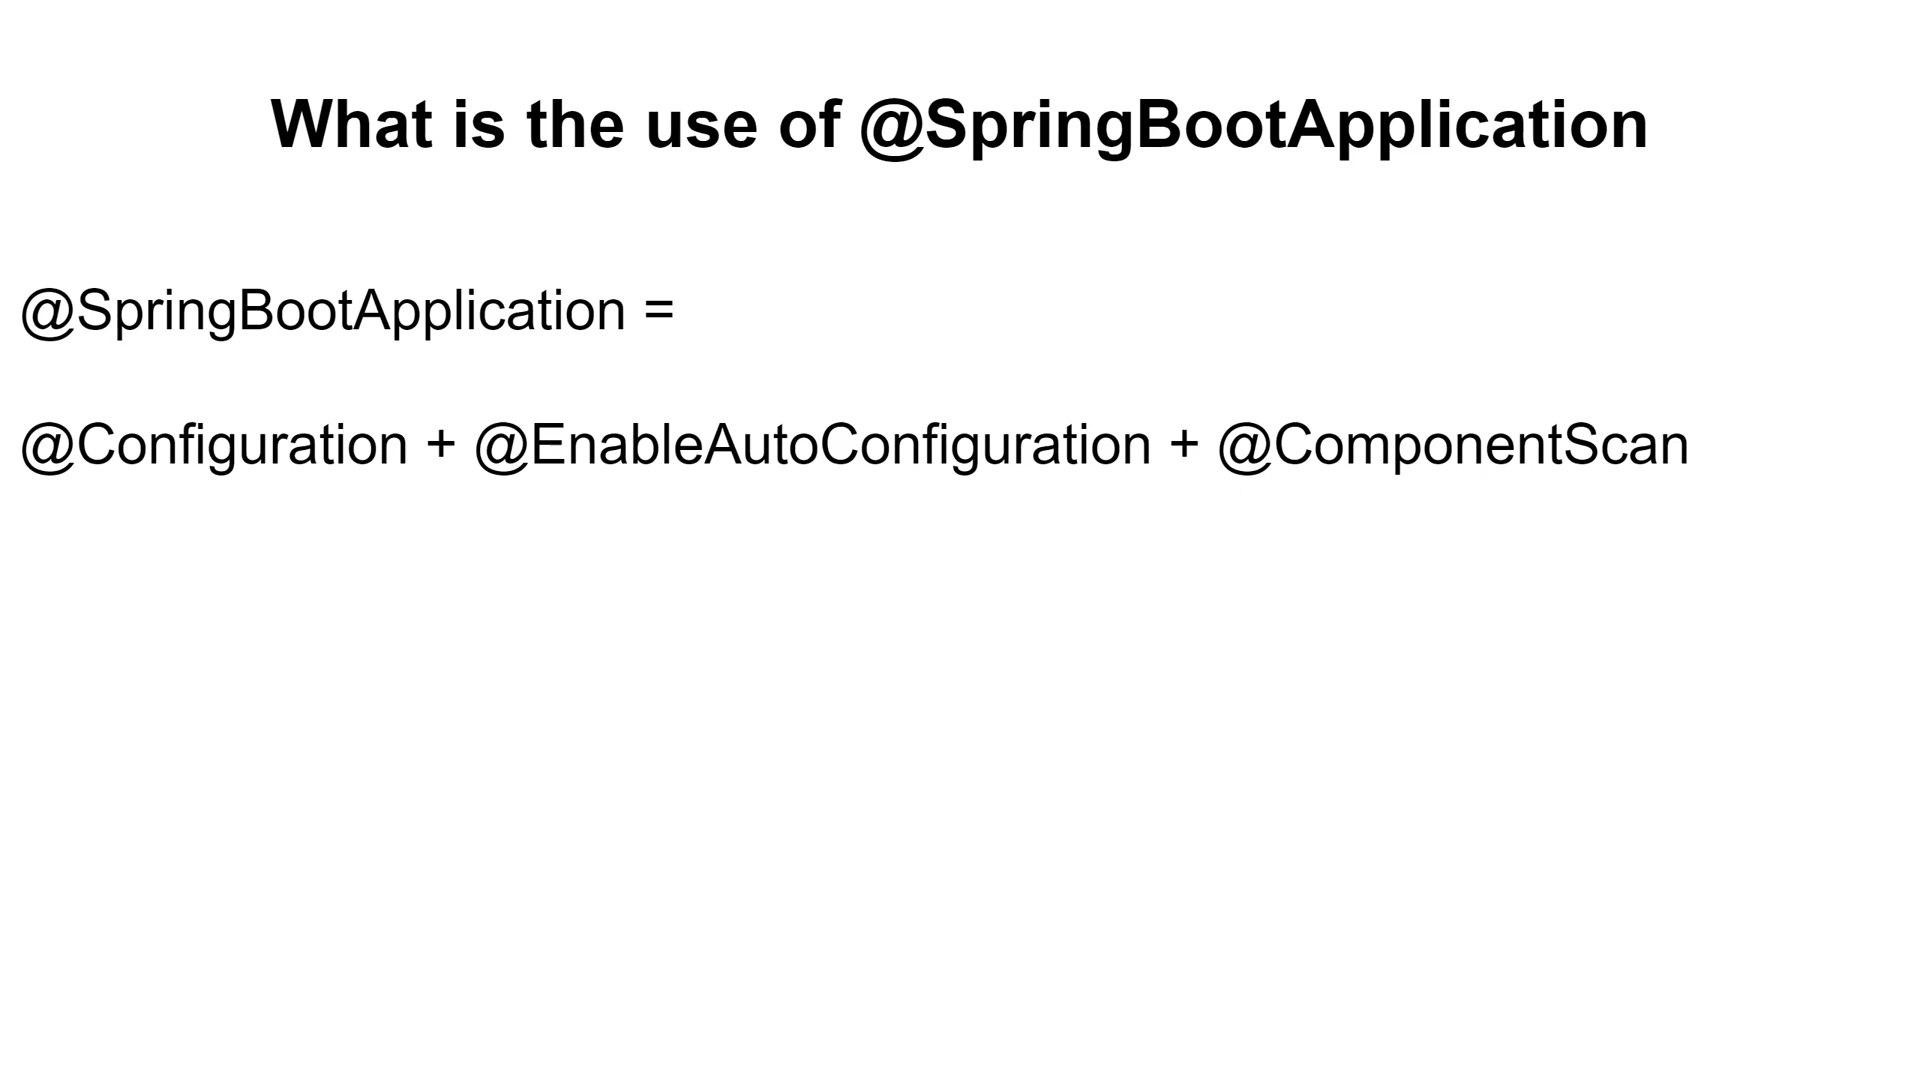 What is the use of @SpringBootApplication
@SpringBootApplication =
@Configuration + @EnableAutoConfiguration + @ComponentScan